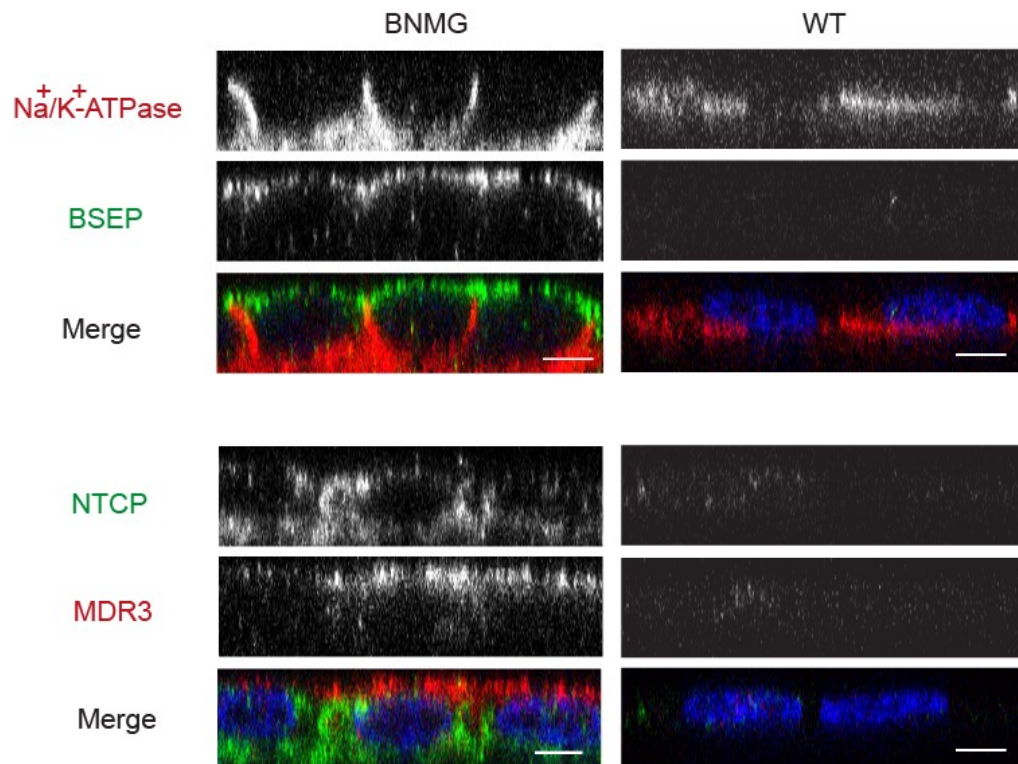 BNMG WT
Na⁺/K⁺-ATPase
BSEP
Merge
NTCP
MDR3
Merge